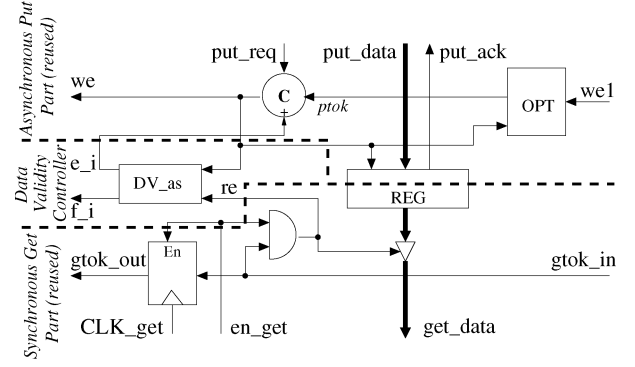 Asynchronous Put
Part (reused)
put_req
put_data
put_ack
we
C
+
ptok
OPT
we1
Data
Validity
Controller
e_i
DV_as
re
f_i
REG
Synchronous Get
Part (reused)
gtok_out
En
gtok_in
CLK_get
en_get
get_data